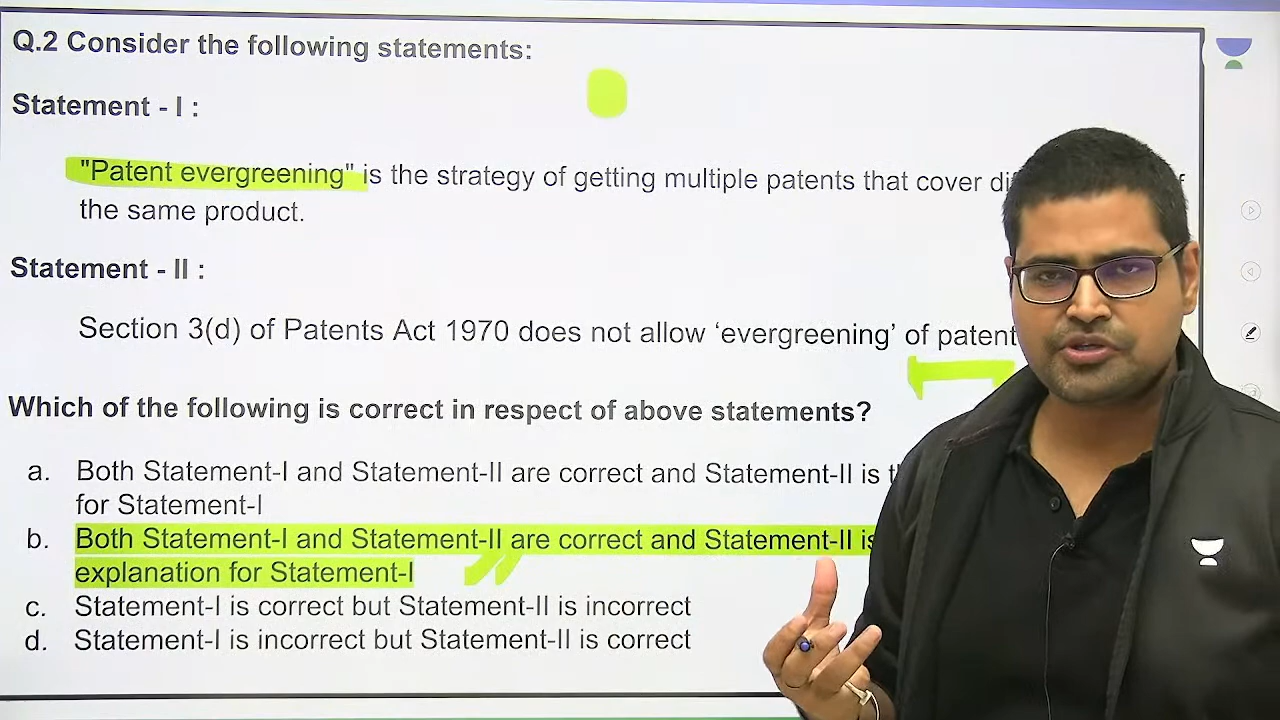 Q.2 Consider the following statements:
Statement - I :
"Patent evergreening" is the strategy of getting multiple patents that cover
the same product.
Statement - II :
Section 3(d) of Patents Act 1970 does not allow ‘evergreening’ of patent
Which of the following is correct in respect of above statements?
a. Both Statement-I and Statement-II are correct and Statement-II is
for Statement-I
b. Both Statement-I and Statement-II are correct and Statement-II is
explanation for Statement-I
c. Statement-I is correct but Statement-II is incorrect
d. Statement-I is incorrect but Statement-II is correct